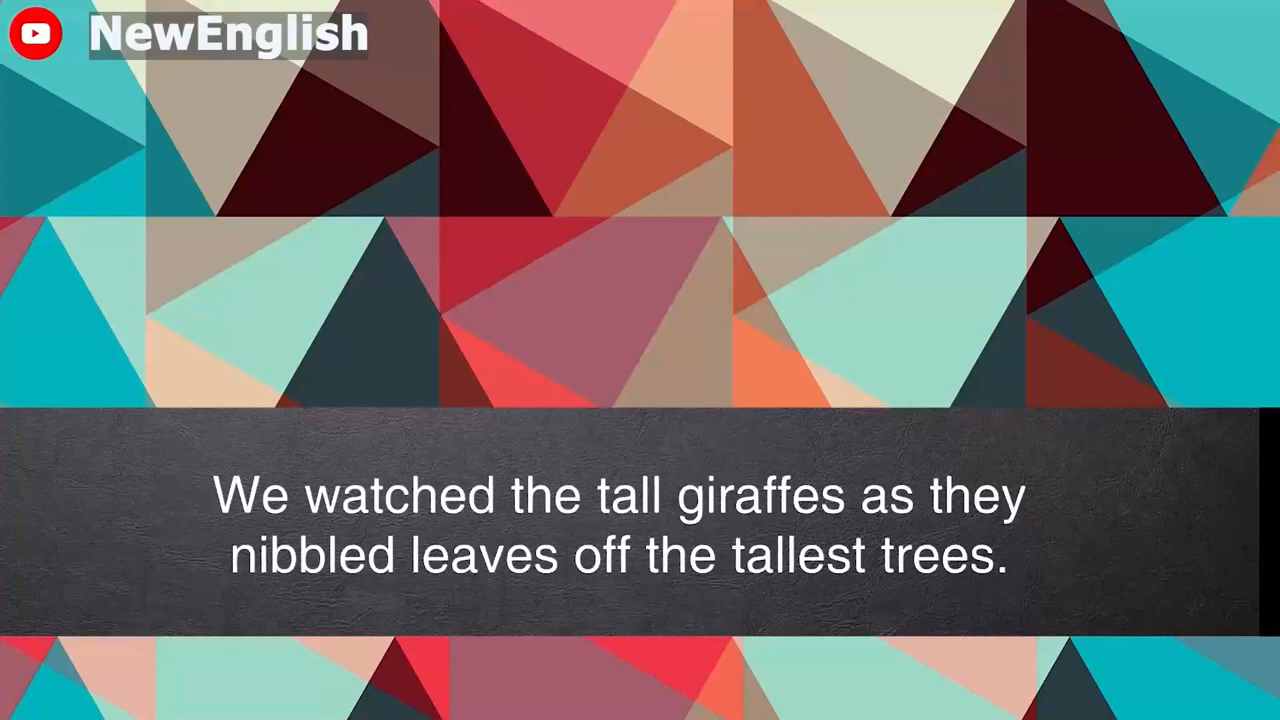 NewEnglish
We watched the tall giraffes as they
nibbled leaves off the tallest trees.